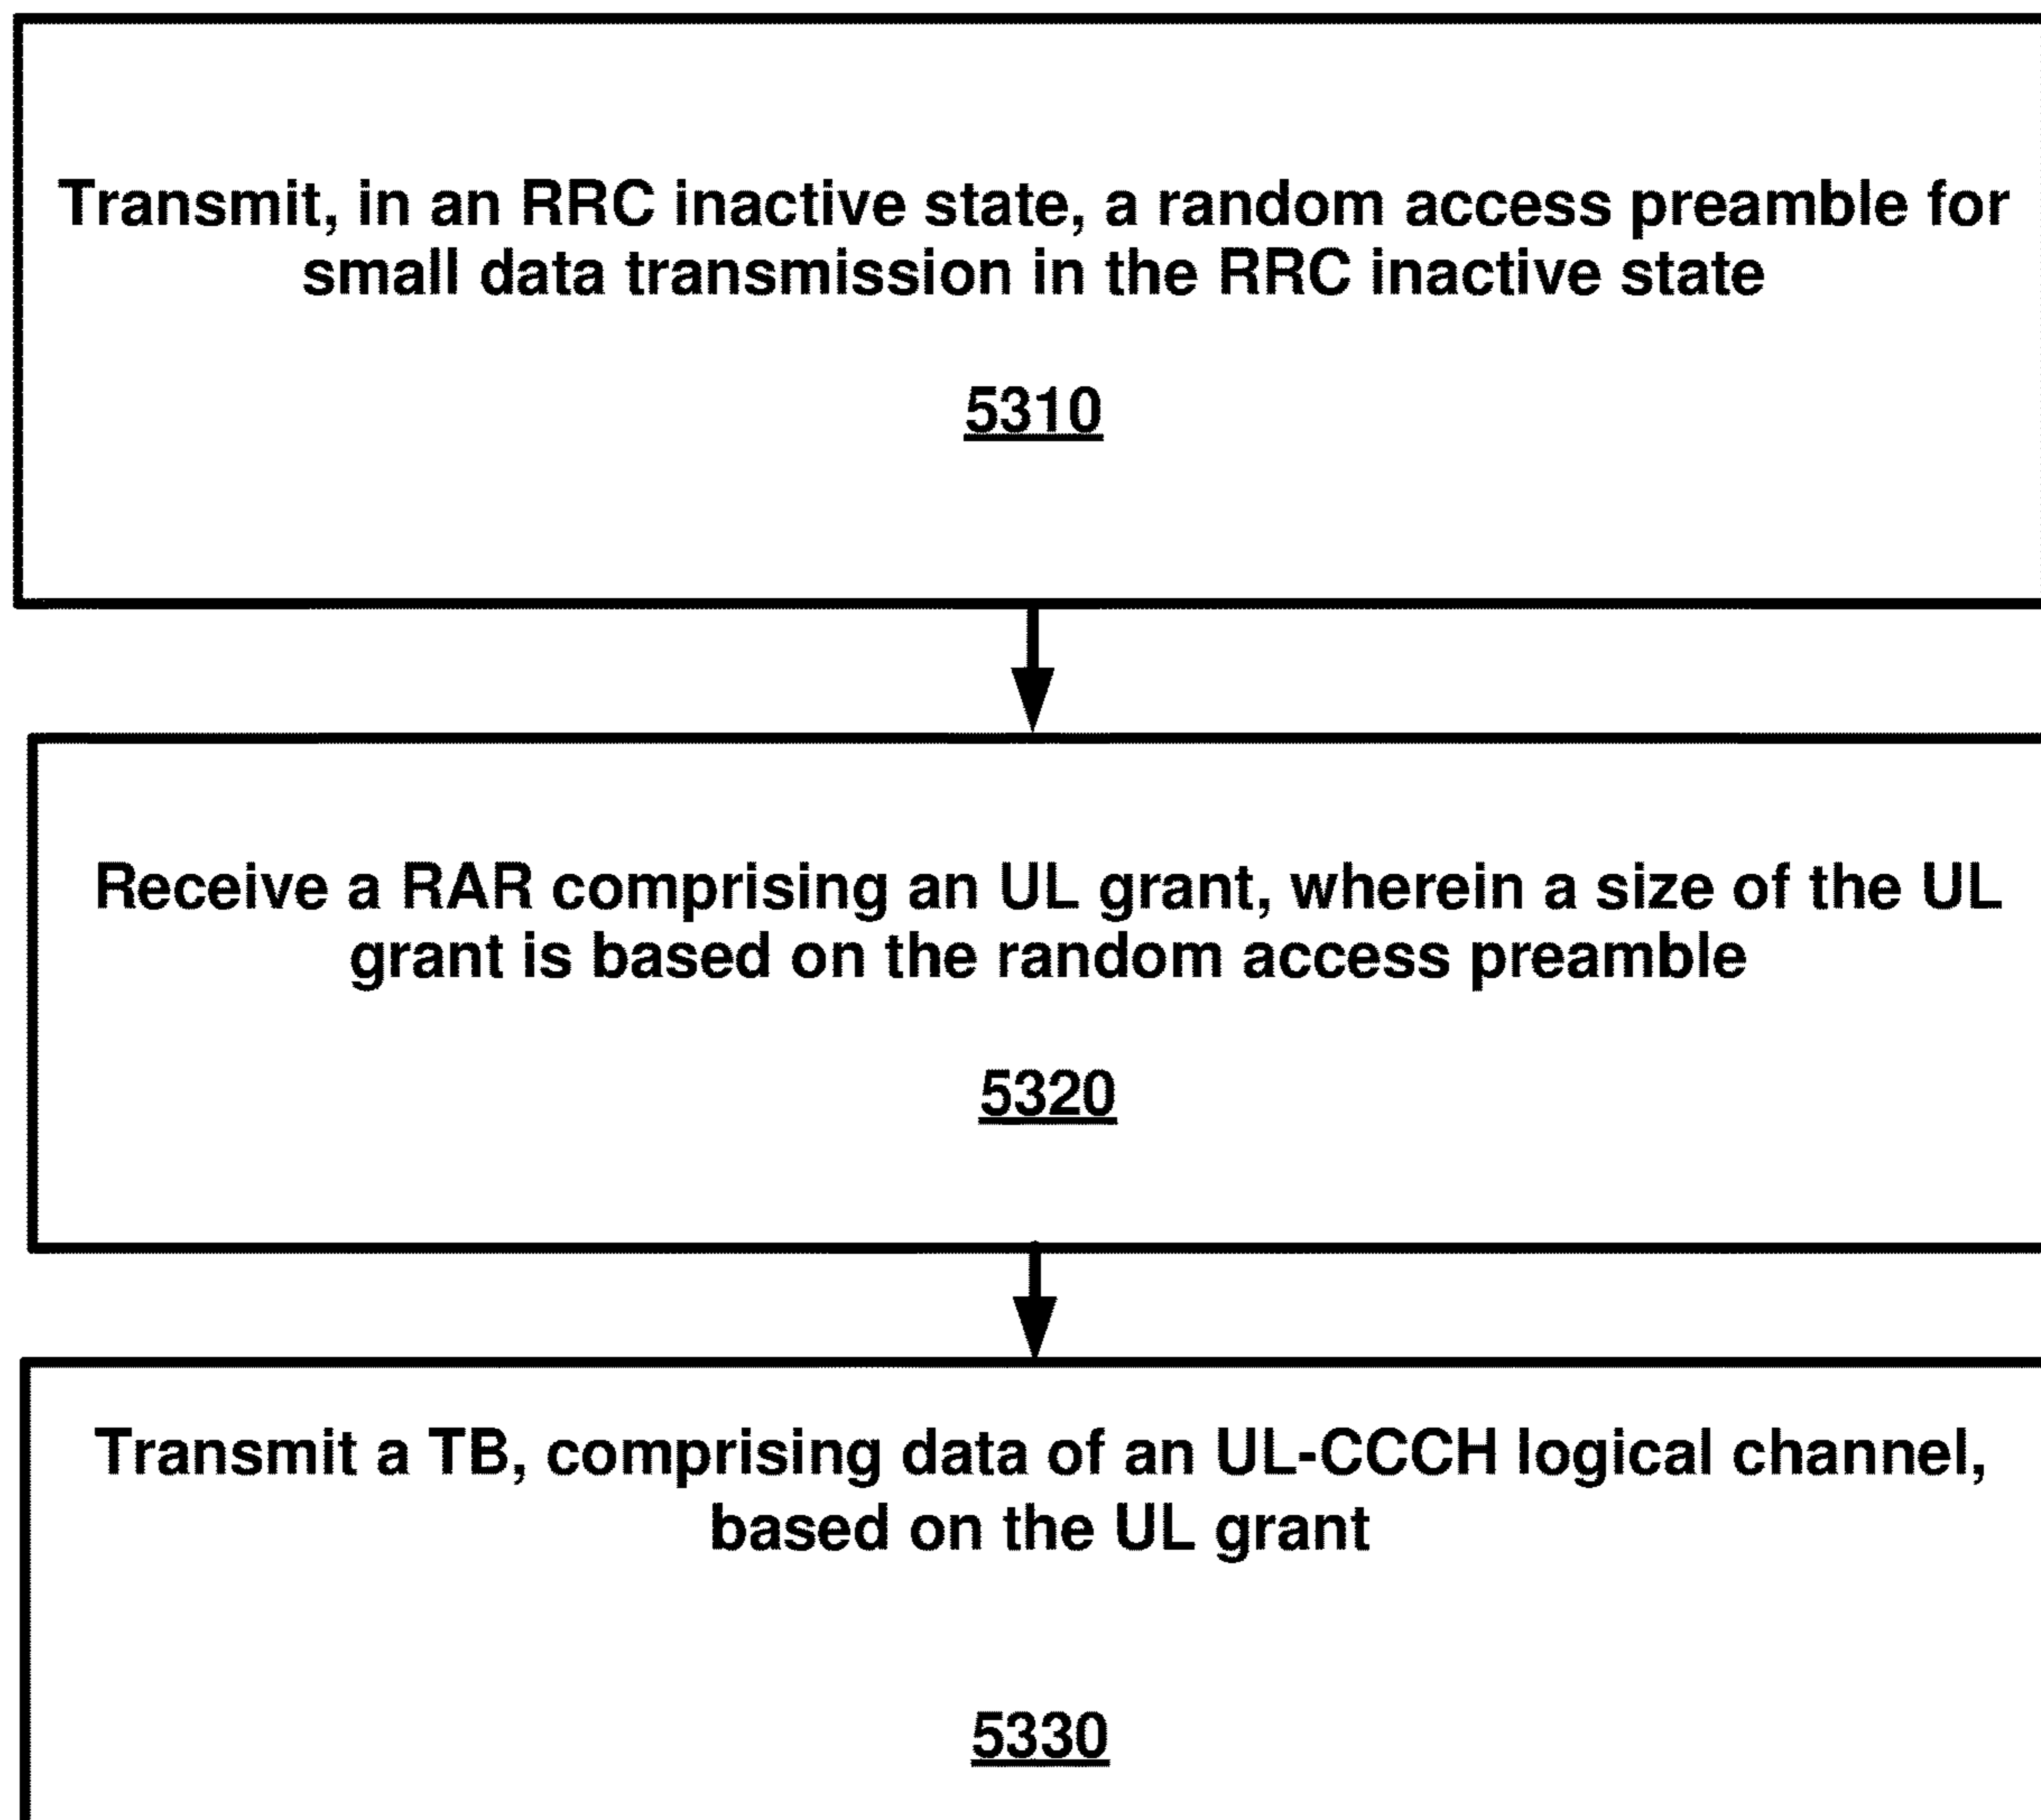 Transmit, in an RRC inactive state, a random access preamble for
small data transmission in the RRC inactive state
5310
Receive a RAR comprising an UL grant, wherein a size of the UL
grant is based on the random access preamble
5320
Transmit a TB, comprising data of an UL-CCCH logical channel,
based on the UL grant
5330